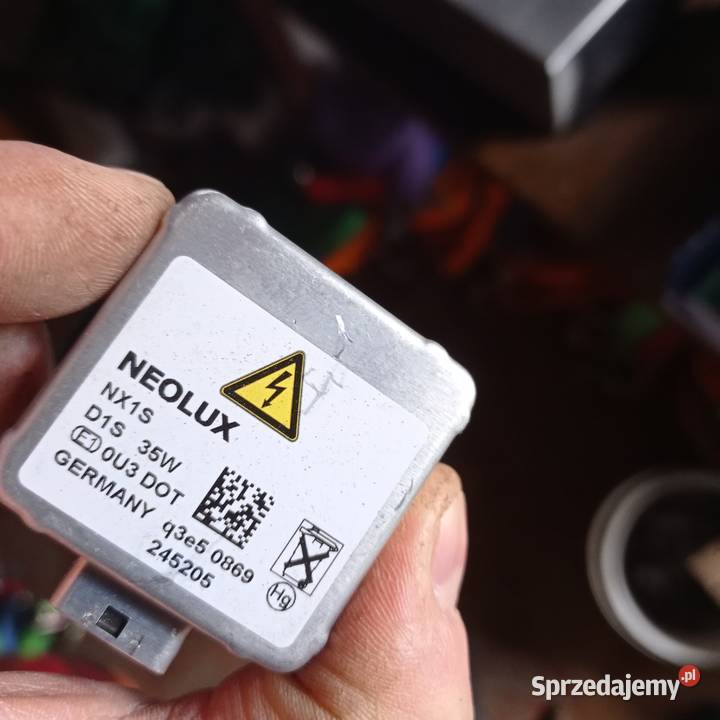 NEOLUX
NX1S
D1S 35W
E1 0U3 DOT
GERMANY q3e5 0869
245205
Hg
Sprzedajemy.pl